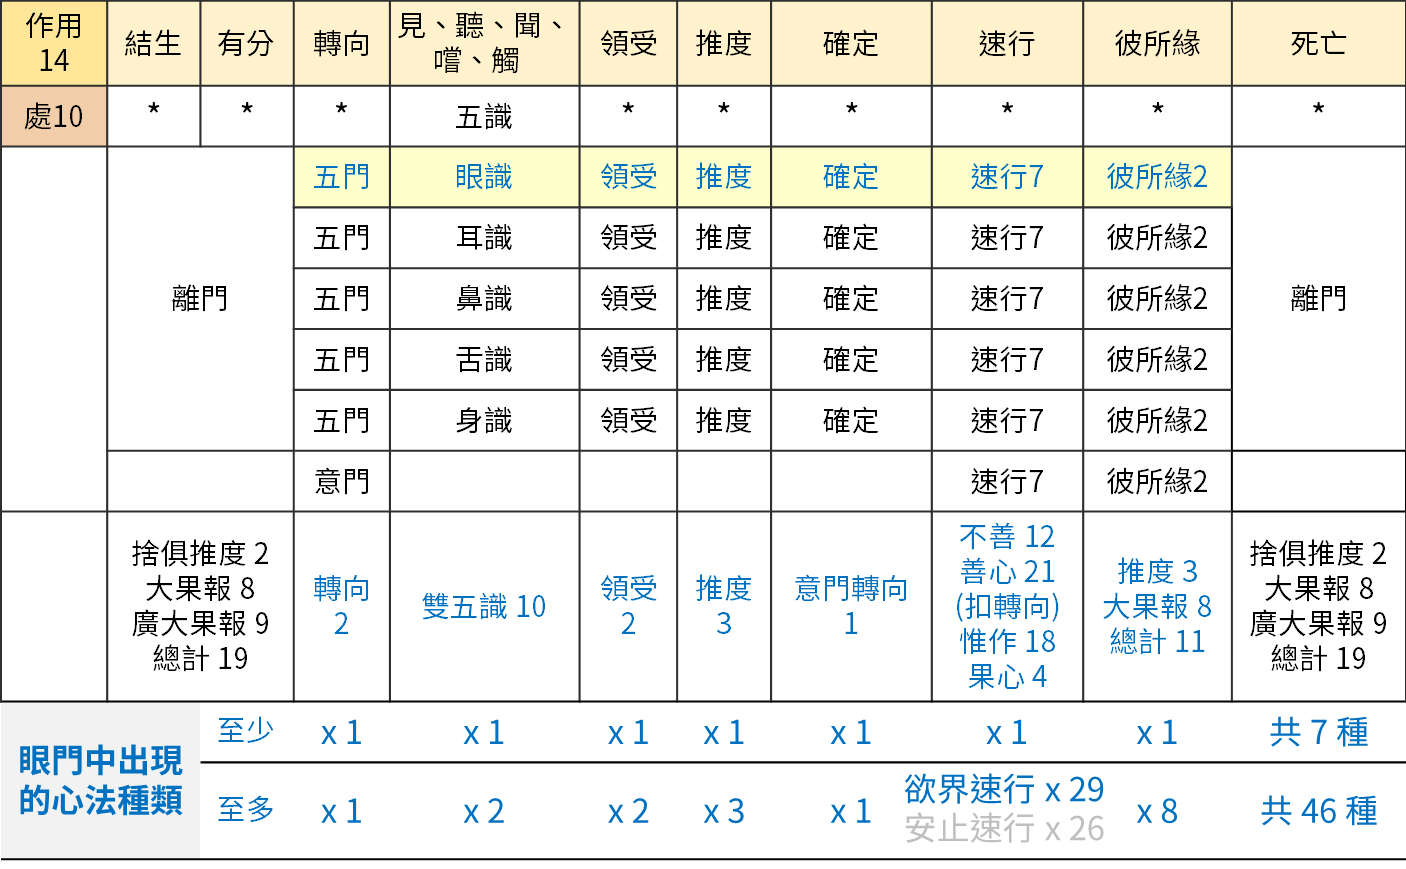 作用 結生 有分 轉向 見、聽、聞、 領受 推度 確定 速行 彼所緣 死亡
14 嚐、觸
處10 * * * 五識 * * * * * *
五門 眼識 領受 推度 確定 速行7 彼所緣2
五門 耳識 領受 推度 確定 速行7 彼所緣2
離門 五門 鼻識 領受 推度 確定 速行7 彼所緣2 離門
五門 舌識 領受 推度 確定 速行7 彼所緣2
五門 身識 領受 推度 確定 速行7 彼所緣2
意門 速行7 彼所緣2
捨俱推度 2
大果報 8
廣大果報 9
總計 19
轉向
2
雙五識 10
領受
2
推度
3
意門轉向
1
不善 12
善心 21
(扣轉向)
惟作 18
果心 4
推度 3
大果報 8
總計 11
捨俱推度 2
大果報 8
廣大果報 9
總計 19
眼門中出現
的心法種類
至少 x 1 x 1 x 1 x 1 x 1 x 1 x 1 共 7 種
至多 x 1 x 2 x 2 x 3 x 1 欲界速行 x 29 x 8 共 46 種
安止速行 x 26